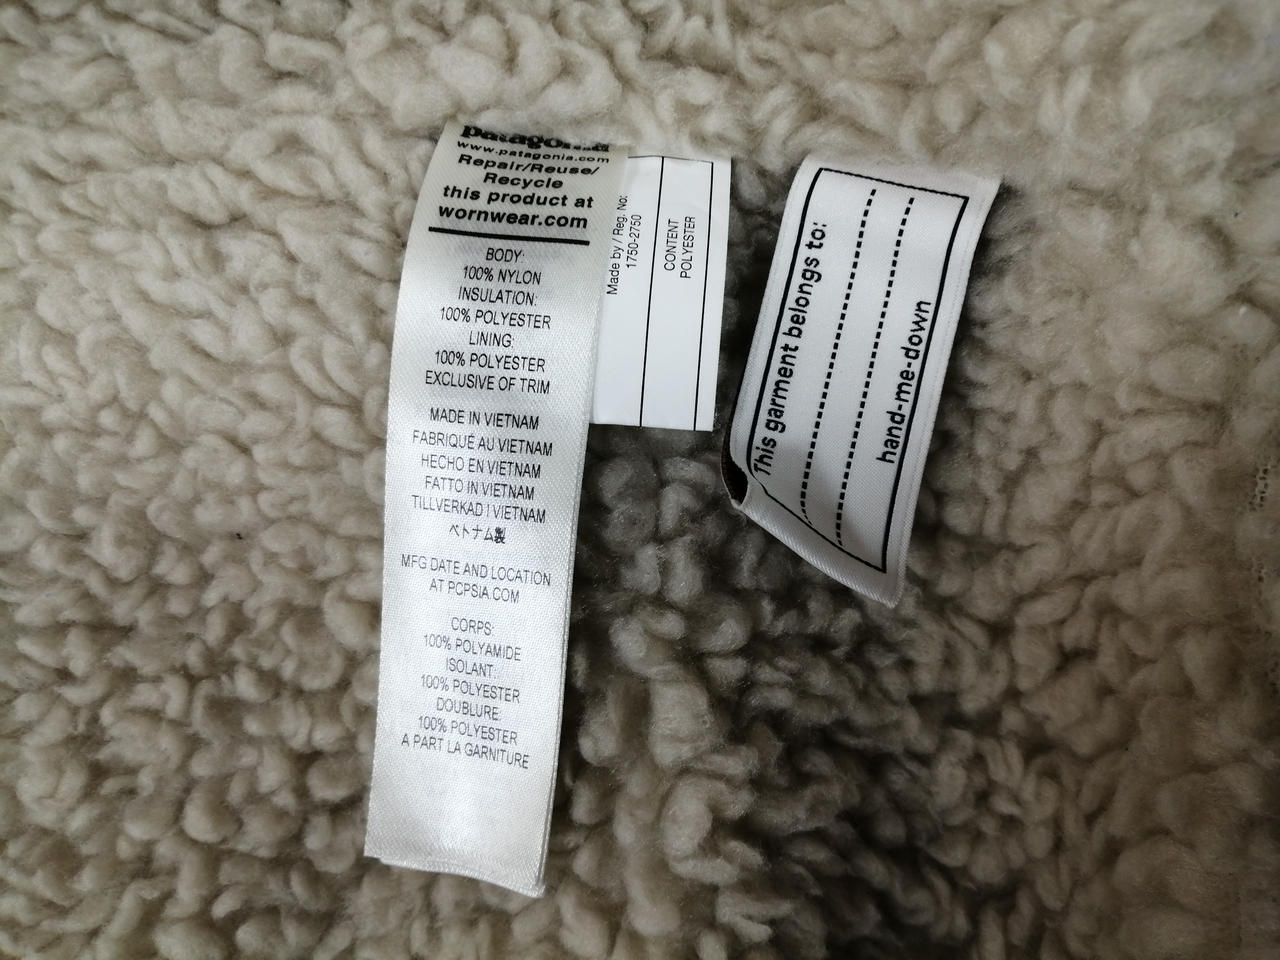 patagonia
www.patagonia.com
Repair/Reuse/
Recycle
this product at
wornwear.com
BODY:
100% NYLON
INSULATION:
100% POLYESTER
LINING:
100% POLYESTER
EXCLUSIVE OF TRIM
MADE IN VIETNAM
FABRIQUÉ AU VIETNAM
HECHO EN VIETNAM
FATTO IN VIETNAM
TILLVERKAD I VIETNAM
ベトナム製
MFG DATE AND LOCATION
AT PCPSIA.COM
CORPS:
100% POLYAMIDE
ISOLANT:
100% POLYESTER
DOUBLURE:
100% POLYESTER
A PART LA GARNITURE
Made by / Reg. No:
1750-2750
CONTENT
POLYESTER
This garment belongs to:
hand-me-down